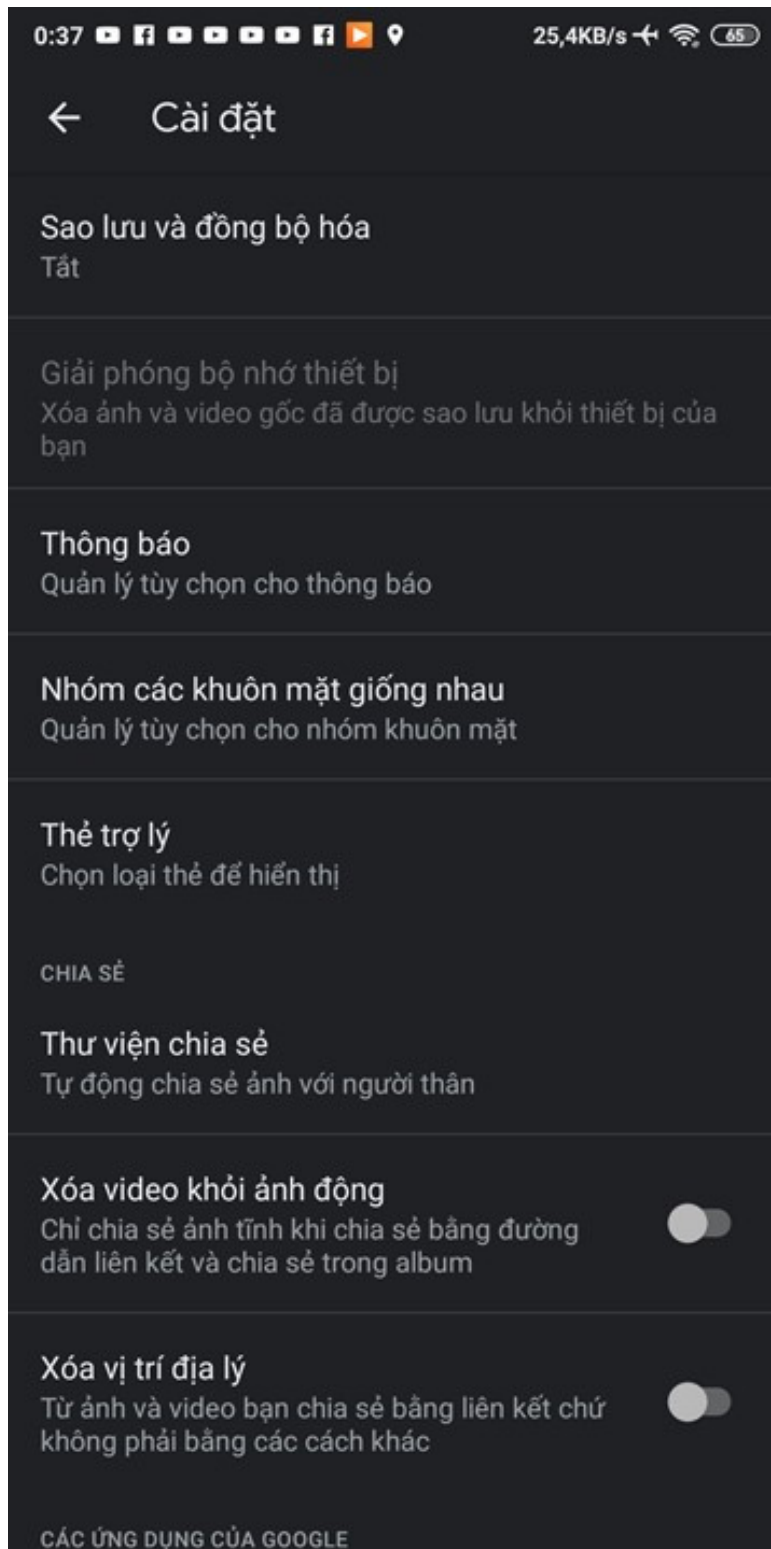 0:37 25,4KB/s 65
Cài đặt
Sao lưu và đồng bộ hóa
Tắt
Giải phóng bộ nhớ thiết bị
Xóa ảnh và video gốc đã được sao lưu khỏi thiết bị của
bạn
Thông báo
Quản lý tùy chọn cho thông báo
Nhóm các khuôn mặt giống nhau
Quản lý tùy chọn cho nhóm khuôn mặt
Thẻ trợ lý
Chọn loại thẻ để hiển thị
CHIA SẺ
Thư viện chia sẻ
Tự động chia sẻ ảnh với người thân
Xóa video khỏi ảnh động
Chỉ chia sẻ ảnh tĩnh khi chia sẻ bằng đường
dẫn liên kết và chia sẻ trong album
Xóa vị trí địa lý
Từ ảnh và video bạn chia sẻ bằng liên kết chứ
không phải bằng các cách khác
CÁC ỨNG DỤNG CỦA GOOGLE